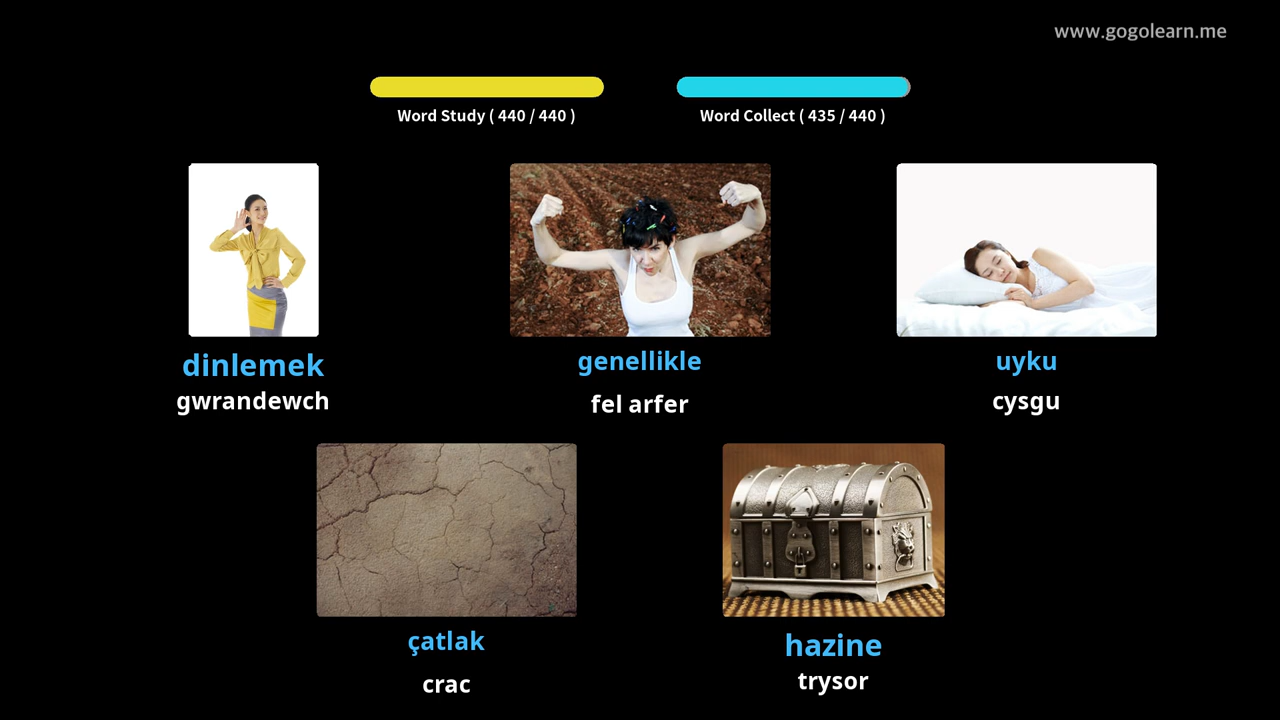 www.gogolearn.me
Word Study ( 440 / 440 )
Word Collect ( 435 / 440 )
dinlemek
gwrandewch
genellikle
fel arfer
uyku
cysgu
çatlak
crac
hazine
trysor